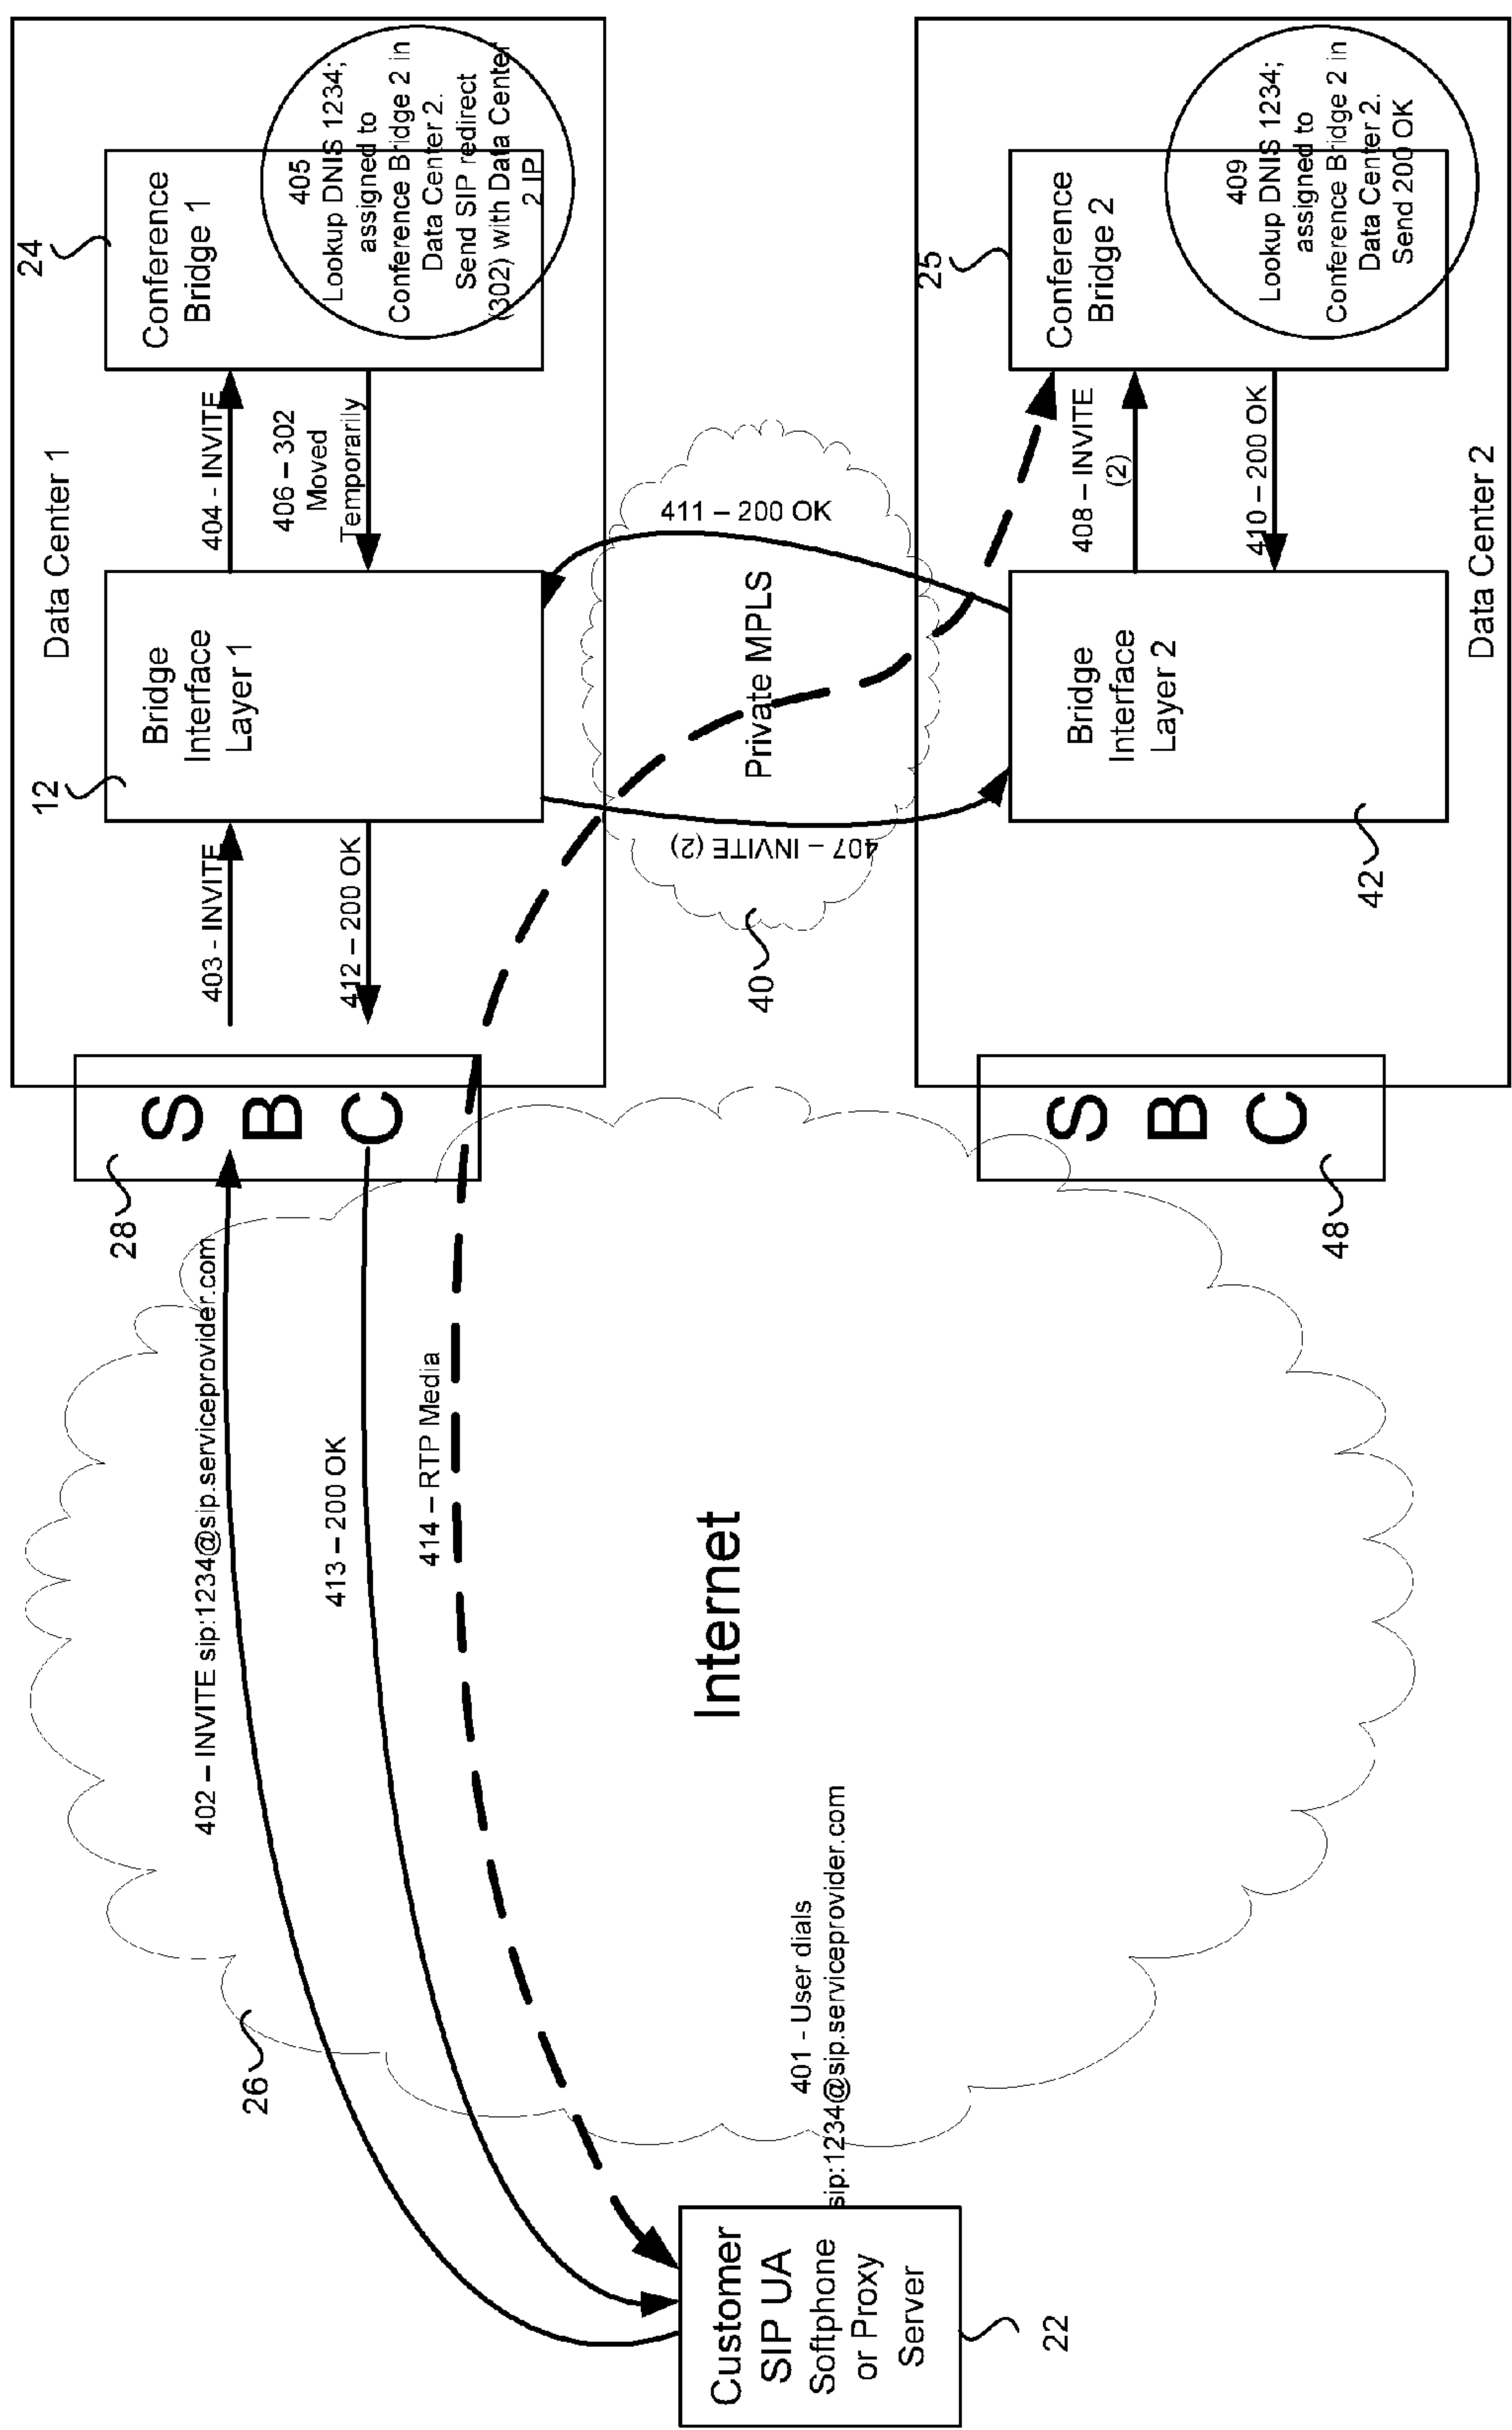 Data Center 1
24
Conference
Bridge 1
405
Lookup DNIS 1234;
assigned to
Conference Bridge 2 in
Data Center 2.
Send SIP redirect
(302) with Data Center
2 IP
404 - INVITE
406 – 302
Moved
Temporarily
12
Bridge
Interface
Layer 1
403 - INVITE
412 – 200 OK
S
B
C
28
402 – INVITE sip:1234@sip.serviceprovider.com
413 – 200 OK
414 – RTP Media
26
Internet
401 - User dials
sip:1234@sip.serviceprovider.com
Customer
SIP UA
Softphone
or Proxy
Server
22
411 – 200 OK
Private MPLS
407 – INVITE (2)
40
25
Conference
Bridge 2
409
Lookup DNIS 1234;
assigned to
Conference Bridge 2 in
Data Center 2.
Send 200 OK
408 – INVITE
(2)
410 – 200 OK
Bridge
Interface
Layer 2
42
Data Center 2
S
B
C
48